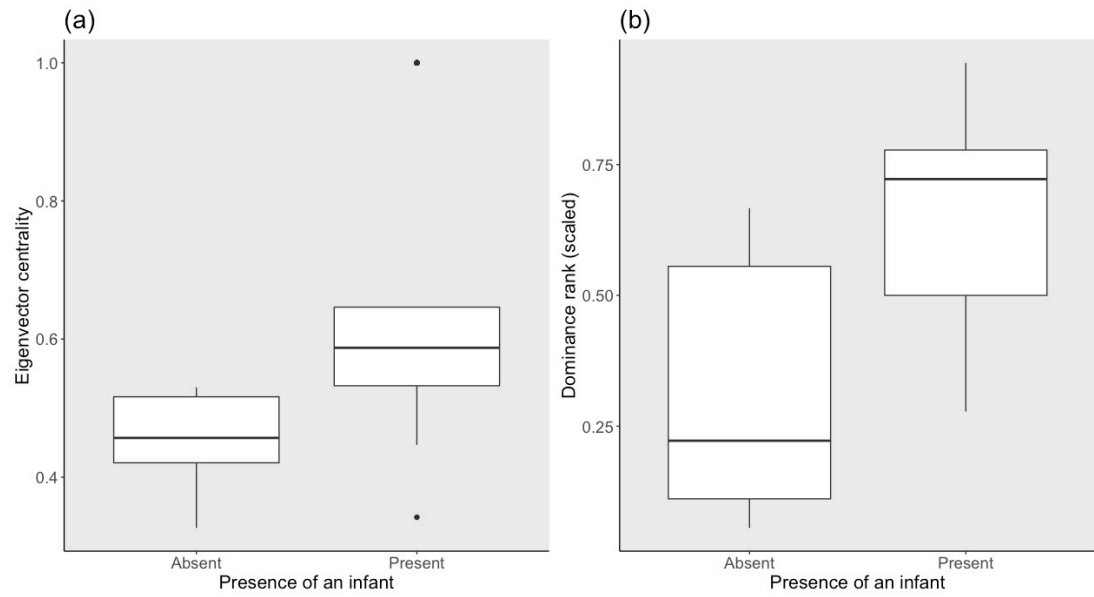 (a)
Eigenvector centrality
1.0
0.8
0.6
0.4
Absent
Present
Presence of an infant
(b)
Dominance rank (scaled)
0.75
0.50
0.25
Absent
Present
Presence of an infant